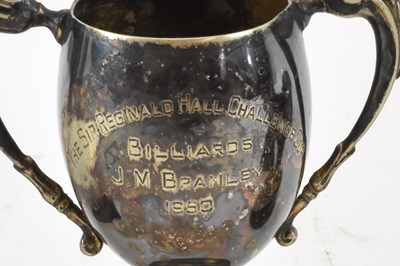 THE SIR REGINALD HALL CHALLENGE CUP
BILLIARDS
J. M. BRAMLEY
1950